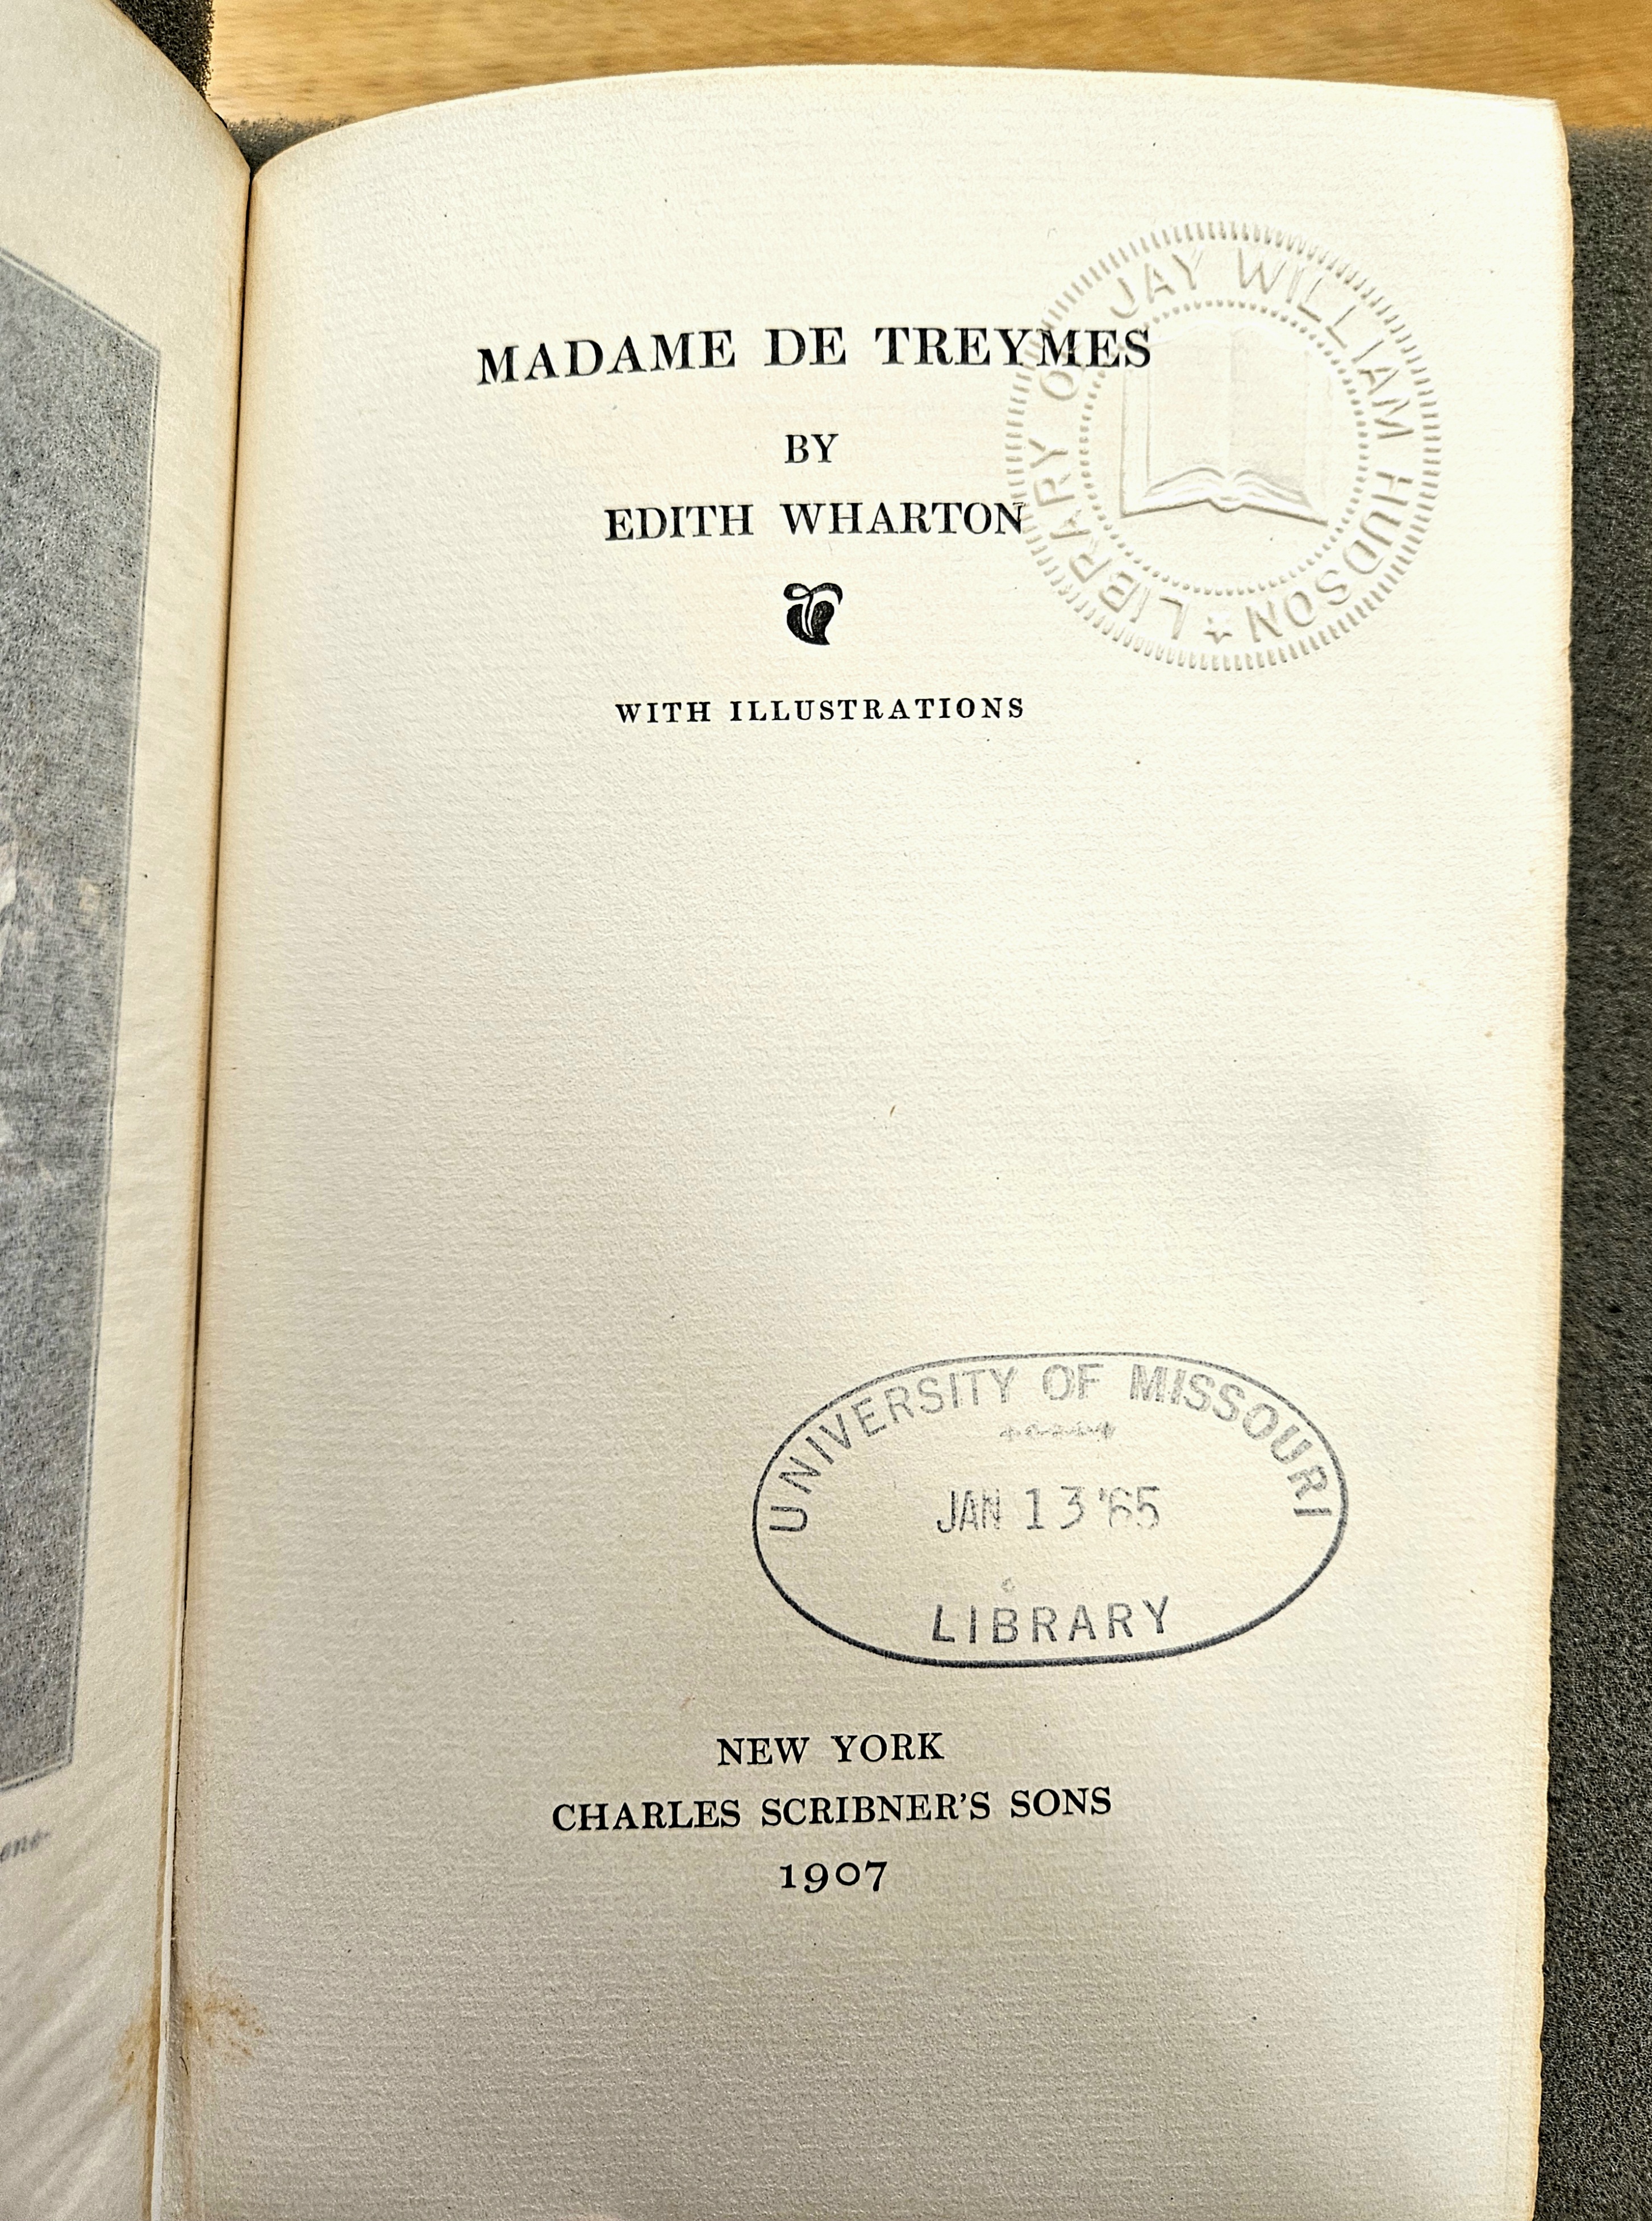 MADAME DE TREYMES
BY
EDITH WHARTON
WITH ILLUSTRATIONS
LIBRARY OF JAY WILLIAM HUDSON
UNIVERSITY OF MISSOURI
JAN 13 '65
LIBRARY
NEW YORK
CHARLES SCRIBNER'S SONS
1907